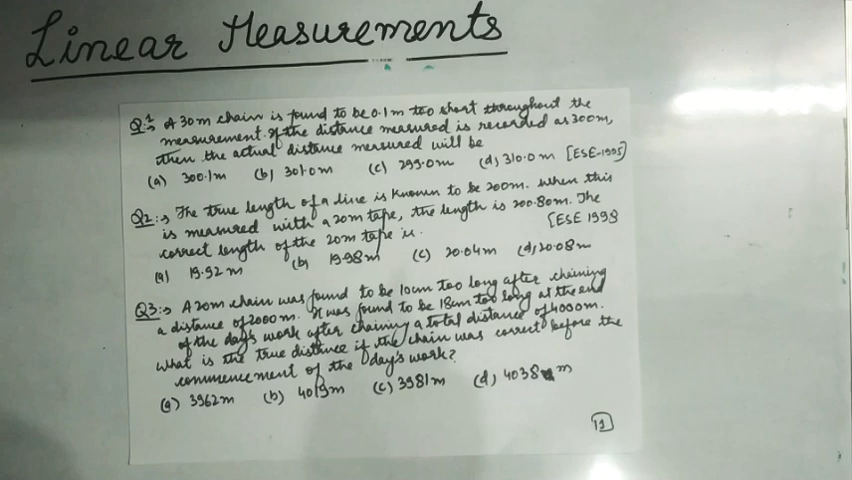 Linear Measurements
Q.1:→ A 30m chain is found to be 0.1m too short throughout the
measurement. If the distance measured is recorded as 300m,
then the actual distance measured will be
(a) 300.1m (b) 301.0m (c) 299.0m (d) 310.0m [ESE-1995]
Q2:→ The true length of a line is known to be 200m. when this
is measured with a 20m tape, the length is 200.80m. The
correct length of the 20m tape is. [ESE 1998
(a) 19.92m (b) 19.98m (c) 20.04m (d) 20.08m
Q3:→ A 20m chain was found to be 10cm too long after chaining
a distance of 2000m. It was found to be 18cm too long at the end
of the day's work after chaining a total distance of 4000m.
What is the true distance if the chain was correct before the
commencement of the day's work?
(a) 3962m (b) 4019m (c) 3981m (d) 4038 m